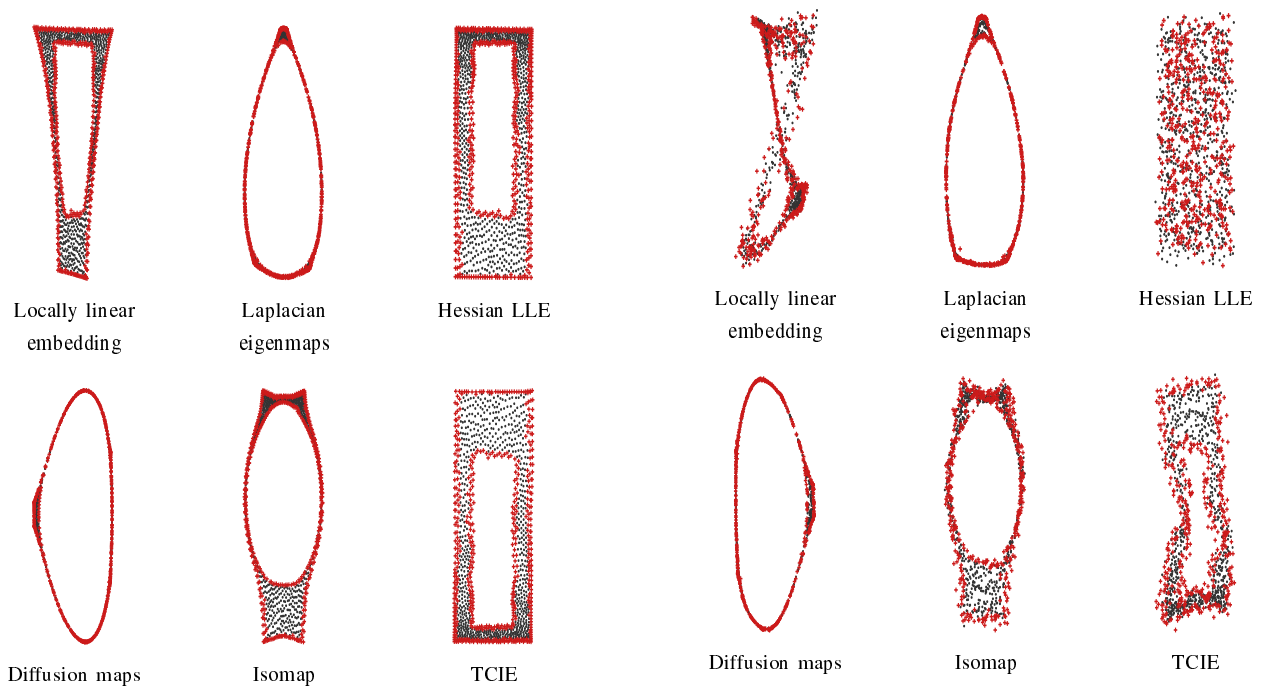 Locally linear
embedding
Laplacian
eigenmaps
Hessian LLE
Locally linear
embedding
Laplacian
eigenmaps
Hessian LLE
Diffusion maps
Isomap
TCIE
Diffusion maps
Isomap
TCIE